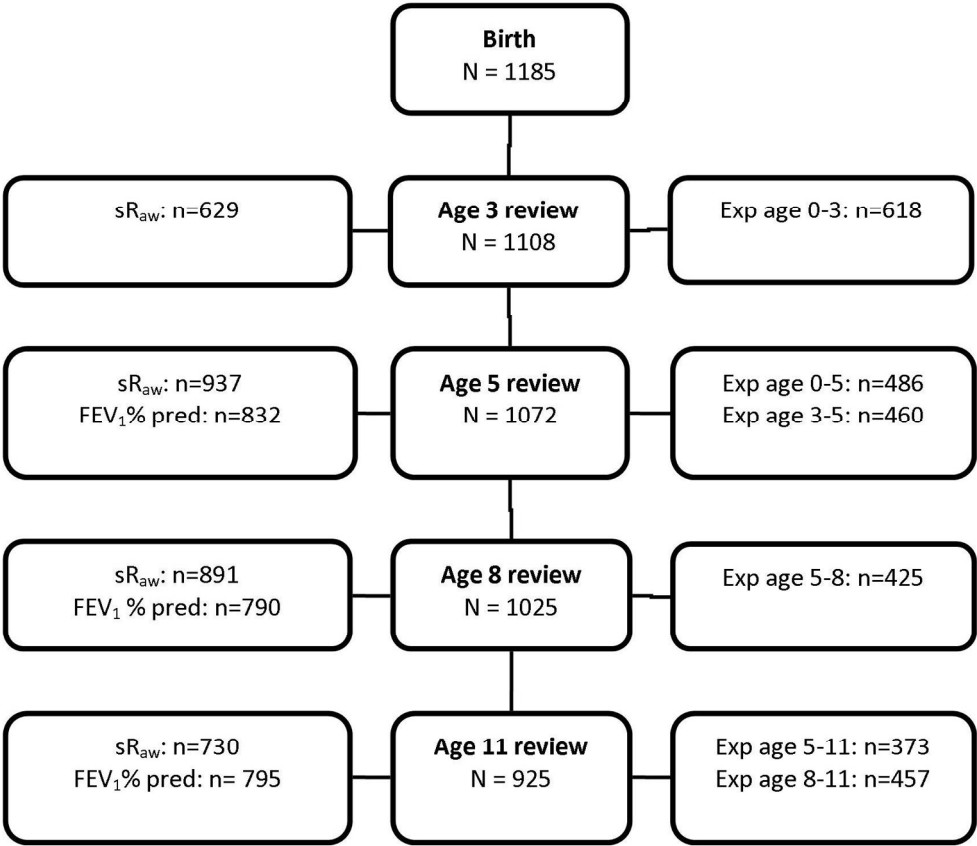 Birth
N = 1185
sRaw: n=629
Age 3 review
N = 1108
Exp age 0-3: n=618
sRaw: n=937
FEV1% pred: n=832
Age 5 review
N = 1072
Exp age 0-5: n=486
Exp age 3-5: n=460
sRaw: n=891
FEV1 % pred: n=790
Age 8 review
N = 1025
Exp age 5-8: n=425
sRaw: n=730
FEV1% pred: n= 795
Age 11 review
N = 925
Exp age 5-11: n=373
Exp age 8-11: n=457